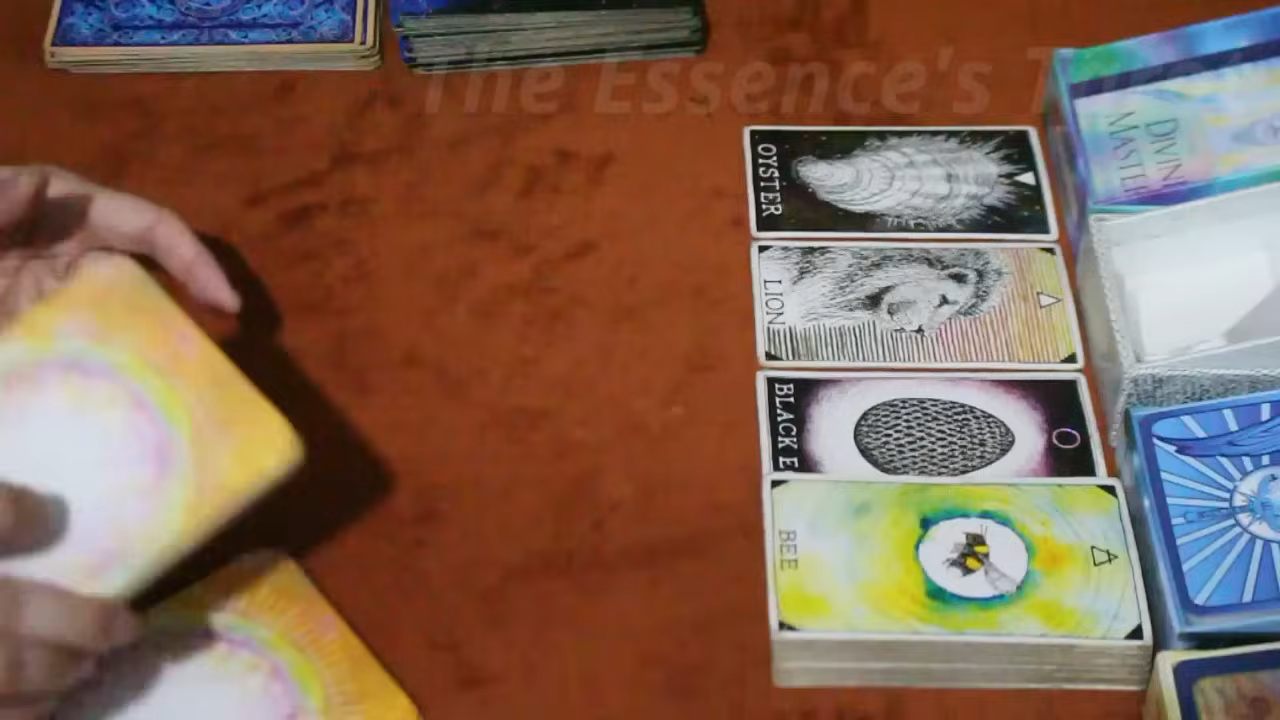 The Essence's
OYSTER
LION
BLACK E
BEE
DIVIN
MASTE